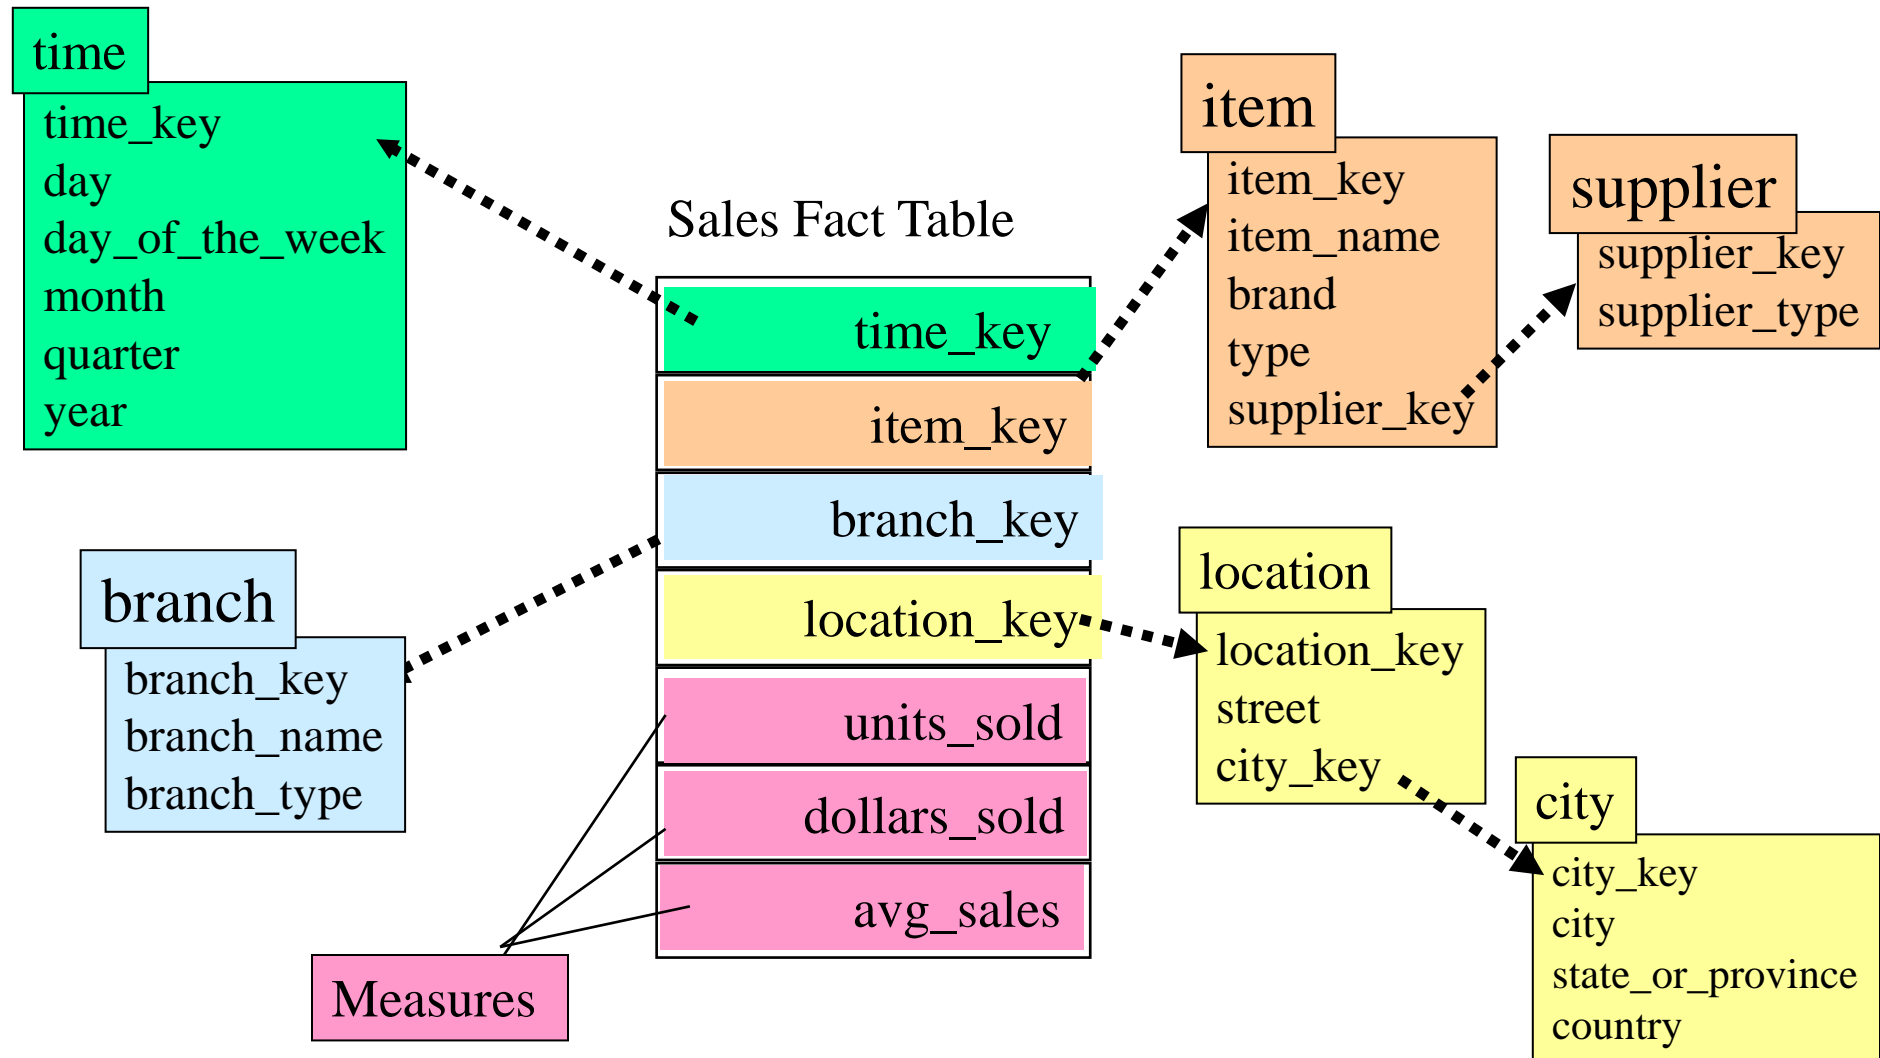 time
time_key
day
day_of_the_week
month
quarter
year
branch
branch_key
branch_name
branch_type
Sales Fact Table
time_key
item_key
branch_key
location_key
units_sold
dollars_sold
avg_sales
Measures
item
item_key
item_name
brand
type
supplier_key
supplier
supplier_key
supplier_type
location
location_key
street
city_key
city
city_key
city
state_or_province
country